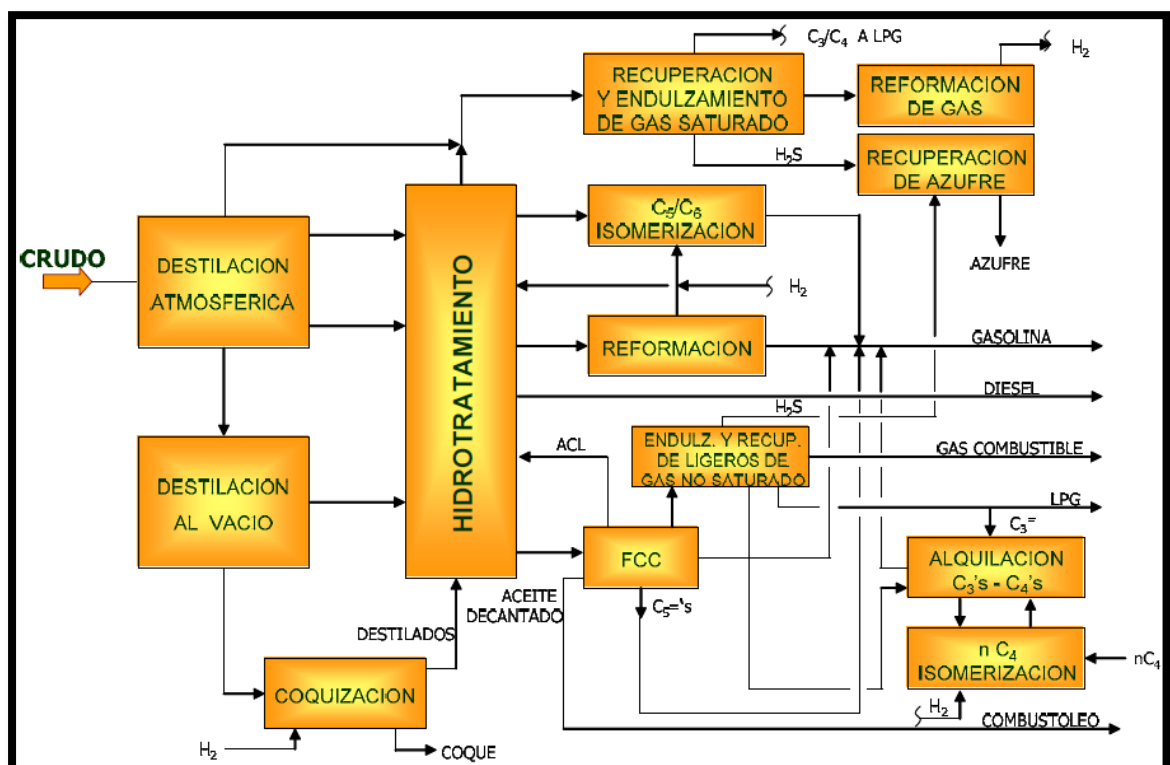 C₃/C₄ A LPG
H₂
RECUPERACION
Y ENDULZAMIENTO
DE GAS SATURADO
REFORMACION
DE GAS
H₂S
RECUPERACION
DE AZUFRE
AZUFRE
CRUDO
DESTILACION
ATMOSFERICA
HIDROTRATAMIENTO
C₅/C₆
ISOMERIZACION
H₂
REFORMACION
GASOLINA
DIESEL
H₂S
ENDULZ. Y RECUP.
DE LIGEROS DE
GAS NO SATURADO
GAS COMBUSTIBLE
ACL
LPG
C₃=
DESTILACION
AL VACIO
FCC
ALQUILACION
C₃'s - C₄'s
ACEITE
DECANTADO
C₅='s
DESTILADOS
n C₄
ISOMERIZACION
nC₄
COQUIZACION
H₂
COMBUSTOLEO
H₂
COQUE